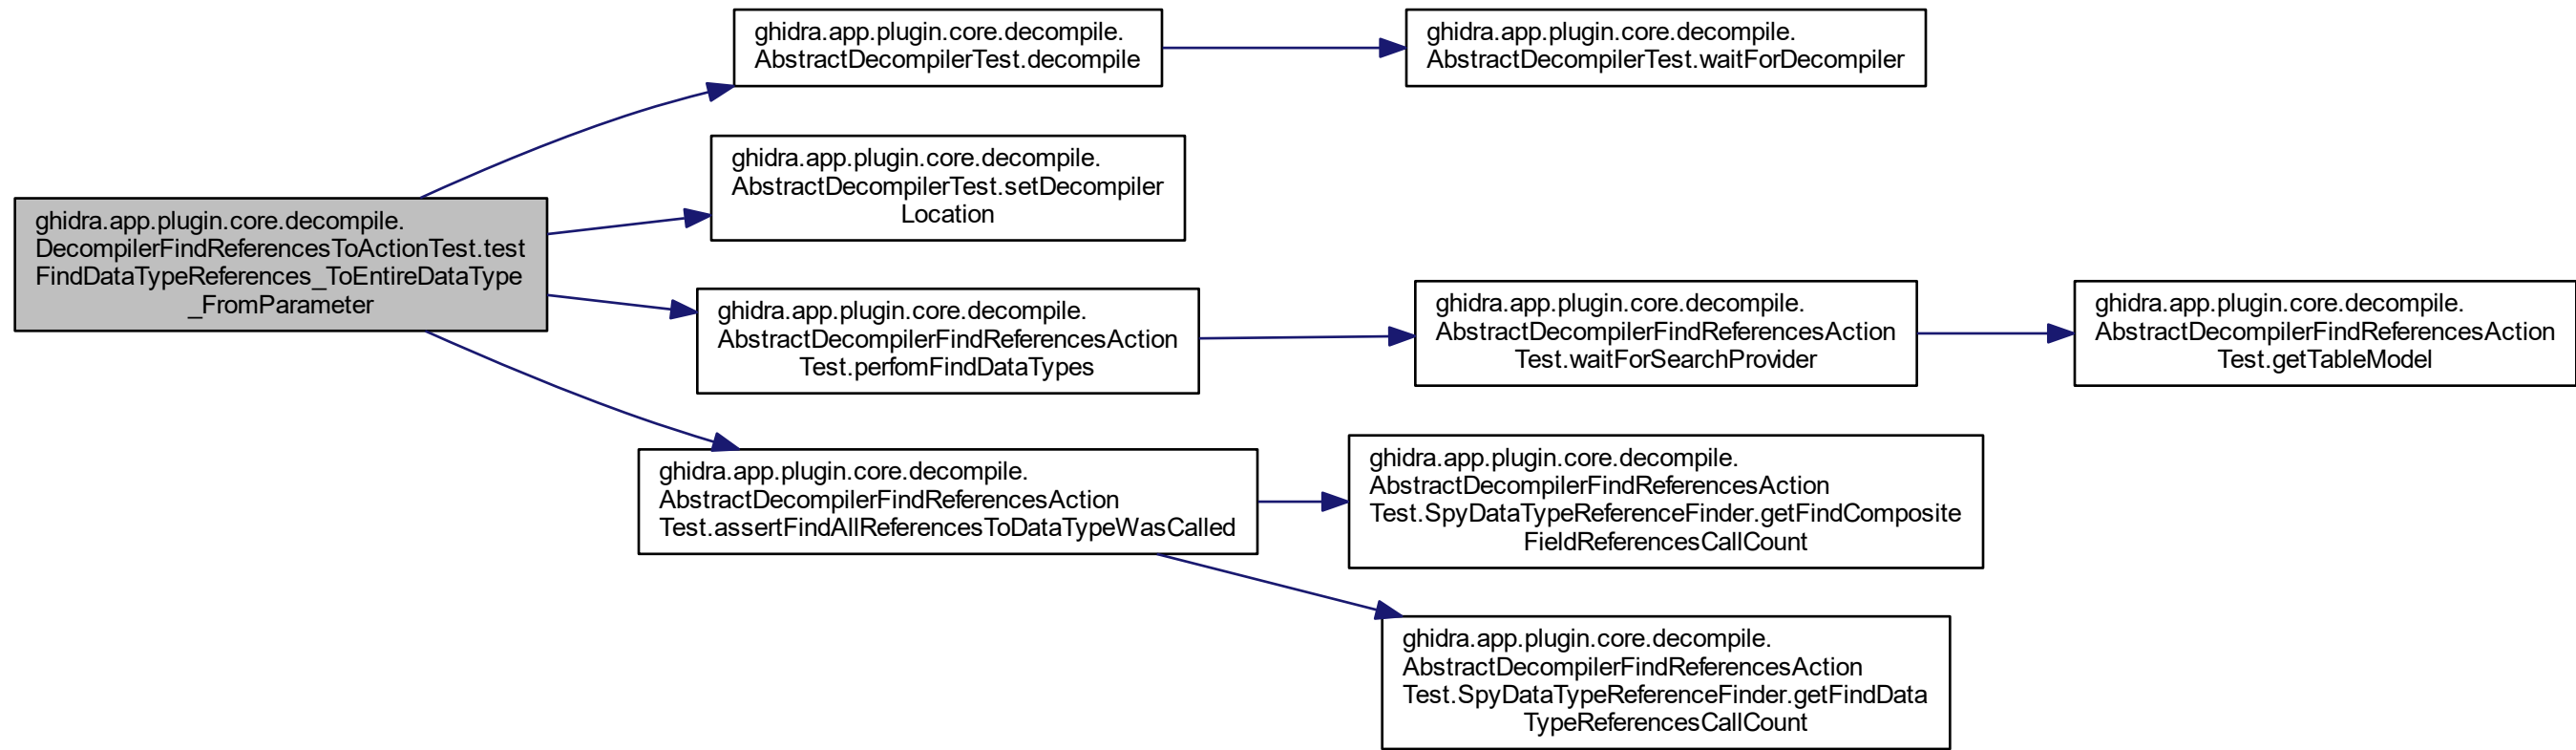 ghidra.app.plugin.core.decompile.
DecompilerFindReferencesToActionTest.test
FindDataTypeReferences_ToEntireDataType
_FromParameter
ghidra.app.plugin.core.decompile.
AbstractDecompilerTest.decompile
ghidra.app.plugin.core.decompile.
AbstractDecompilerTest.waitForDecompiler
ghidra.app.plugin.core.decompile.
AbstractDecompilerTest.setDecompiler
Location
ghidra.app.plugin.core.decompile.
AbstractDecompilerFindReferencesAction
Test.perfomFindDataTypes
ghidra.app.plugin.core.decompile.
AbstractDecompilerFindReferencesAction
Test.waitForSearchProvider
ghidra.app.plugin.core.decompile.
AbstractDecompilerFindReferencesAction
Test.getTableModel
ghidra.app.plugin.core.decompile.
AbstractDecompilerFindReferencesAction
Test.assertFindAllReferencesToDataTypeWasCalled
ghidra.app.plugin.core.decompile.
AbstractDecompilerFindReferencesAction
Test.SpyDataTypeReferenceFinder.getFindComposite
FieldReferencesCallCount
ghidra.app.plugin.core.decompile.
AbstractDecompilerFindReferencesAction
Test.SpyDataTypeReferenceFinder.getFindData
TypeReferencesCallCount